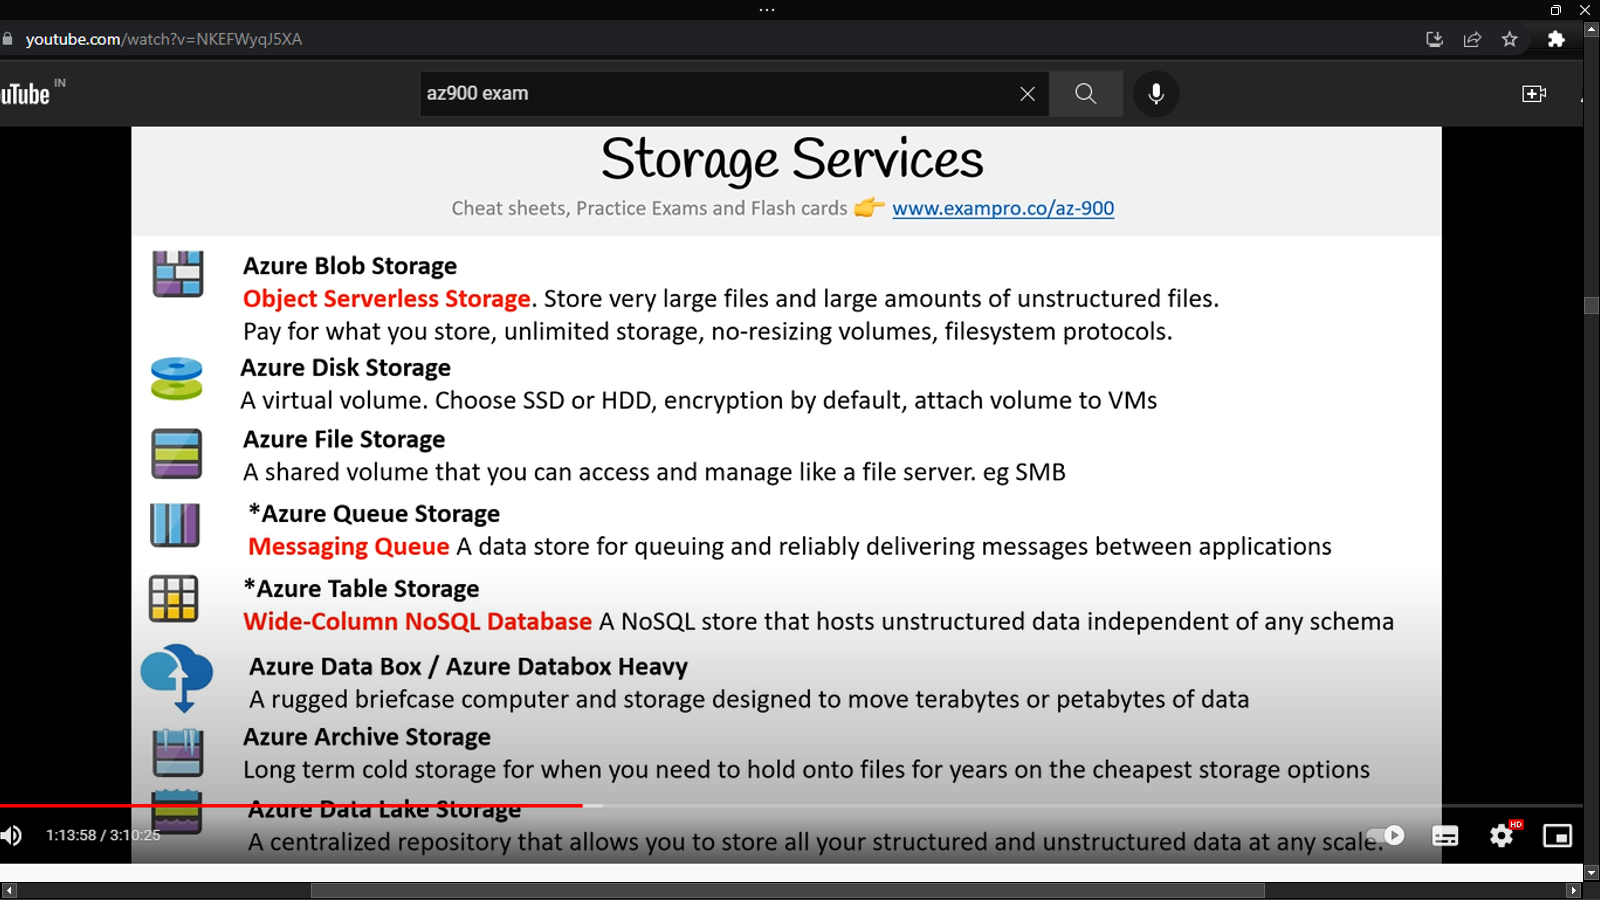 youtube.com/watch?v=NKEFWyqJ5XA
uTube IN
az900 exam
Storage Services
Cheat sheets, Practice Exams and Flash cards 👉 www.exampro.co/az-900
Azure Blob Storage
Object Serverless Storage. Store very large files and large amounts of unstructured files.
Pay for what you store, unlimited storage, no-resizing volumes, filesystem protocols.
Azure Disk Storage
A virtual volume. Choose SSD or HDD, encryption by default, attach volume to VMs
Azure File Storage
A shared volume that you can access and manage like a file server. eg SMB
*Azure Queue Storage
Messaging Queue A data store for queuing and reliably delivering messages between applications
*Azure Table Storage
Wide-Column NoSQL Database A NoSQL store that hosts unstructured data independent of any schema
Azure Data Box / Azure Databox Heavy
A rugged briefcase computer and storage designed to move terabytes or petabytes of data
Azure Archive Storage
Long term cold storage for when you need to hold onto files for years on the cheapest storage options
Azure Data Lake Storage
A centralized repository that allows you to store all your structured and unstructured data at any scale.
1:13:58 / 3:10:25
HD